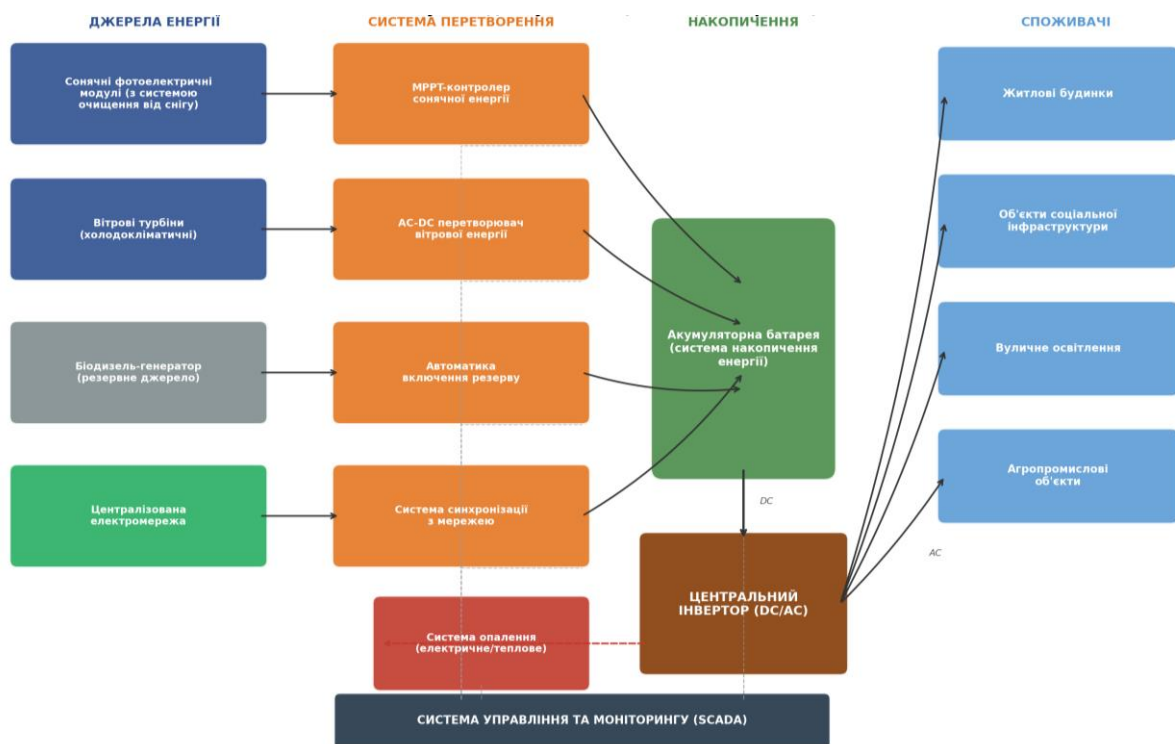 ДЖЕРЕЛА ЕНЕРГІЇ
СИСТЕМА ПЕРЕТВОРЕННЯ
НАКОПИЧЕННЯ
СПОЖИВАЧІ
Сонячні фотоелектричні
модулі (з системою
очищення від снігу)
МРРТ-контролер
сонячної енергії
Житлові будинки
Вітрові турбіни
(холодокліматичні)
AC-DC перетворювач
вітрової енергії
Об'єкти соціальної
інфраструктури
Акумуляторна батарея
(система накопичення
енергії)
Біодизель-генератор
(резервне джерело)
Автоматика
включення резерву
Вуличне освітлення
Централізована
електромережа
Система синхронізації
з мережею
Агропромислові
об'єкти
DC
AC
ЦЕНТРАЛЬНИЙ
ІНВЕРТОР (DC/AC)
Система опалення
(електричне/теплове)
СИСТЕМА УПРАВЛІННЯ ТА МОНІТОРИНГУ (SCADA)